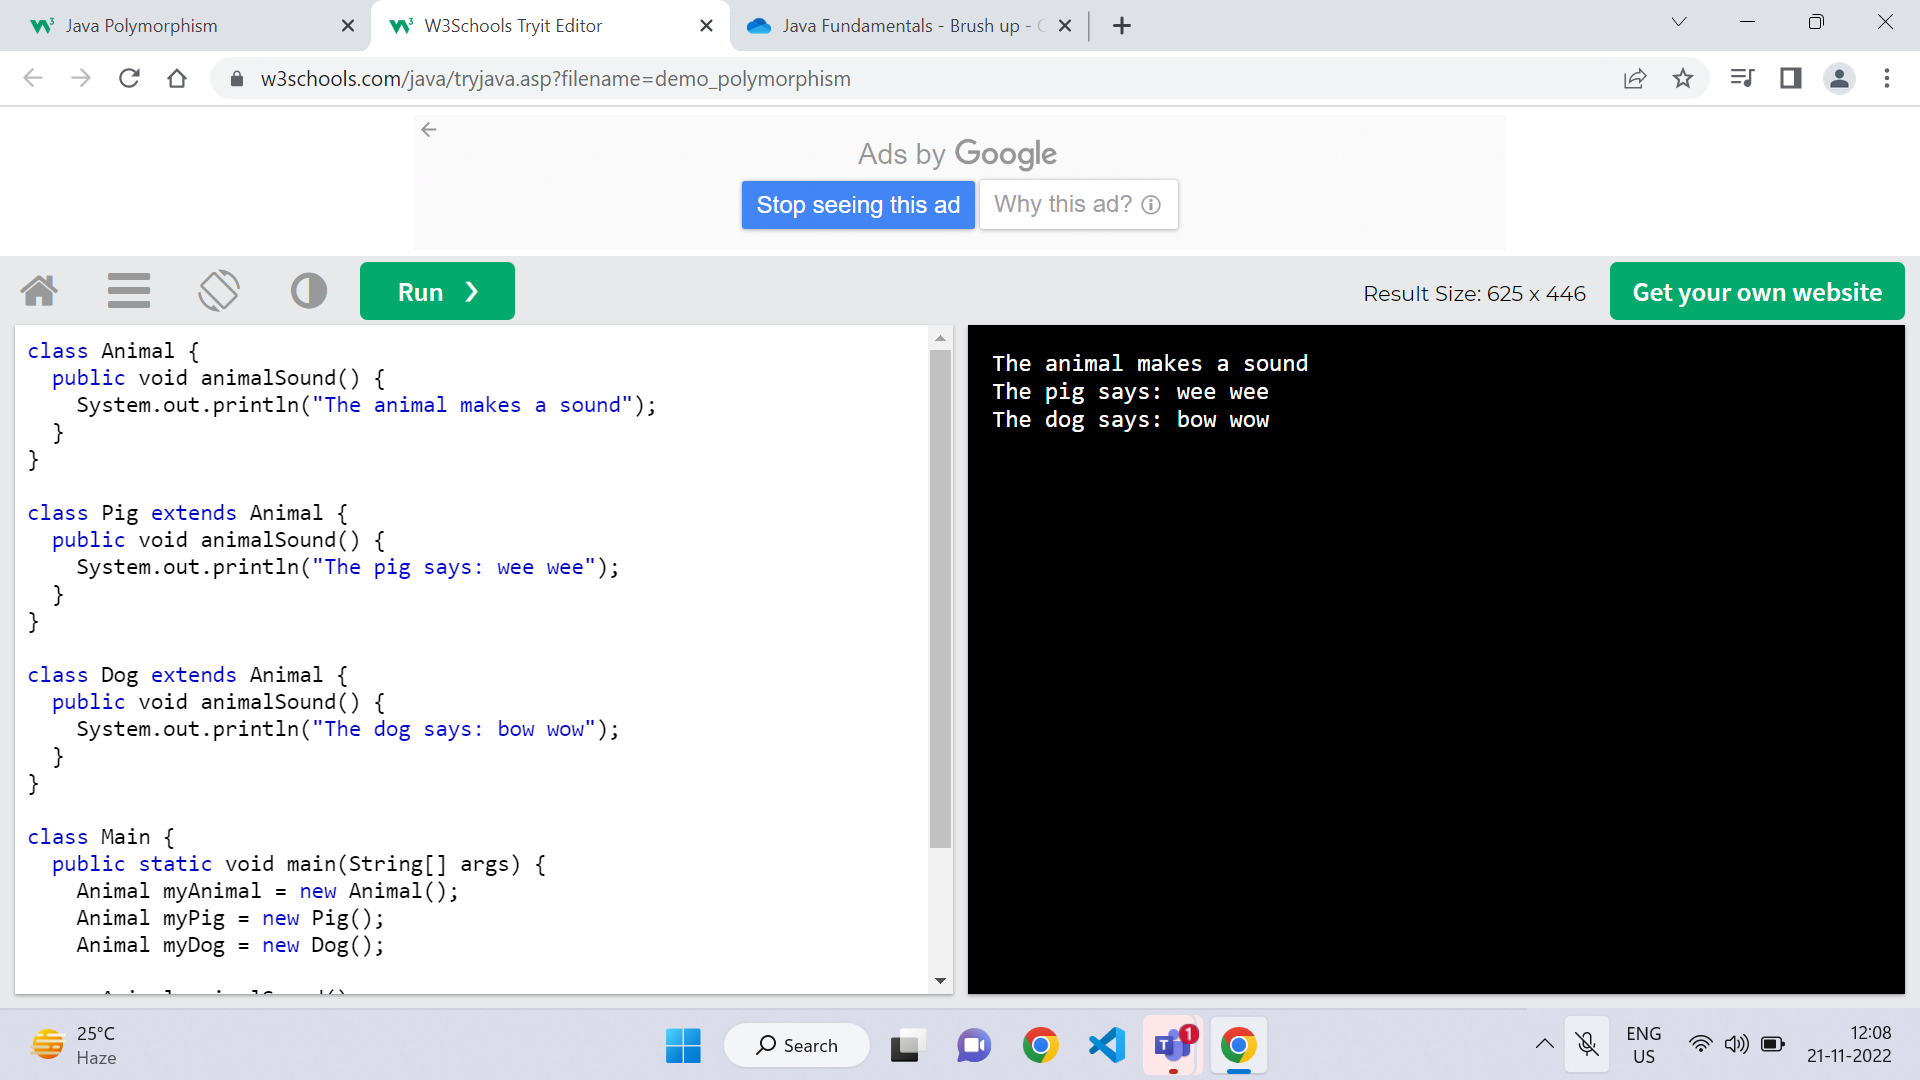 Java Polymorphism
W3Schools Tryit Editor
Java Fundamentals - Brush up -
w3schools.com/java/tryjava.asp?filename=demo_polymorphism
Ads by Google
Stop seeing this ad
Why this ad?
Run ❯
Result Size: 625 x 446
Get your own website
class Animal {
  public void animalSound() {
    System.out.println("The animal makes a sound");
  }
}

class Pig extends Animal {
  public void animalSound() {
    System.out.println("The pig says: wee wee");
  }
}

class Dog extends Animal {
  public void animalSound() {
    System.out.println("The dog says: bow wow");
  }
}

class Main {
  public static void main(String[] args) {
    Animal myAnimal = new Animal();
    Animal myPig = new Pig();
    Animal myDog = new Dog();
The animal makes a sound
The pig says: wee wee
The dog says: bow wow
25°C
Haze
Search
1
ENG
US
12:08
21-11-2022